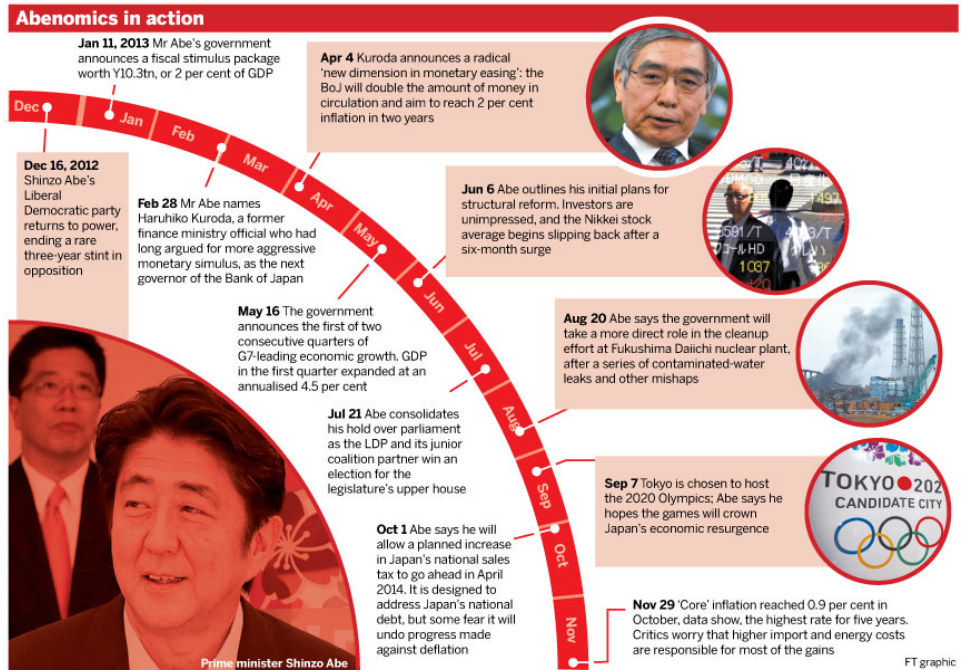 Abenomics in action
Jan 11, 2013 Mr Abe's government
announces a fiscal stimulus package
worth Y10.3tn, or 2 per cent of GDP
Apr 4 Kuroda announces a radical
'new dimension in monetary easing': the
BoJ will double the amount of money in
circulation and aim to reach 2 per cent
inflation in two years
Dec
Jan
Feb
Mar
Apr
May
Jun
Jul
Aug
Sep
Oct
Nov
Dec 16, 2012
Shinzo Abe's
Liberal
Democratic party
returns to power,
ending a rare
three-year stint in
opposition
Feb 28 Mr Abe names
Haruhiko Kuroda, a former
finance ministry official who had
long argued for more aggressive
monetary simulus, as the next
governor of the Bank of Japan
Jun 6 Abe outlines his initial plans for
structural reform. Investors are
unimpressed, and the Nikkei stock
average begins slipping back after a
six-month surge
3591/T
ワコールHD
1037
420
May 16 The government
announces the first of two
consecutive quarters of
G7-leading economic growth. GDP
in the first quarter expanded at an
annualised 4.5 per cent
Aug 20 Abe says the government will
take a more direct role in the cleanup
effort at Fukushima Daiichi nuclear plant,
after a series of contaminated-water
leaks and other mishaps
Jul 21 Abe consolidates
his hold over parliament
as the LDP and its junior
coalition partner win an
election for the
legislature's upper house
Sep 7 Tokyo is chosen to host
the 2020 Olympics; Abe says he
hopes the games will crown
Japan's economic resurgence
TOKYO 202
CANDIDATE CITY
Oct 1 Abe says he will
allow a planned increase
in Japan's national sales
tax to go ahead in April
2014. It is designed to
address Japan's national
debt, but some fear it will
undo progress made
against deflation
Nov 29 'Core' inflation reached 0.9 per cent in
October, data show, the highest rate for five years.
Critics worry that higher import and energy costs
are responsible for most of the gains
Prime minister Shinzo Abe
FT graphic